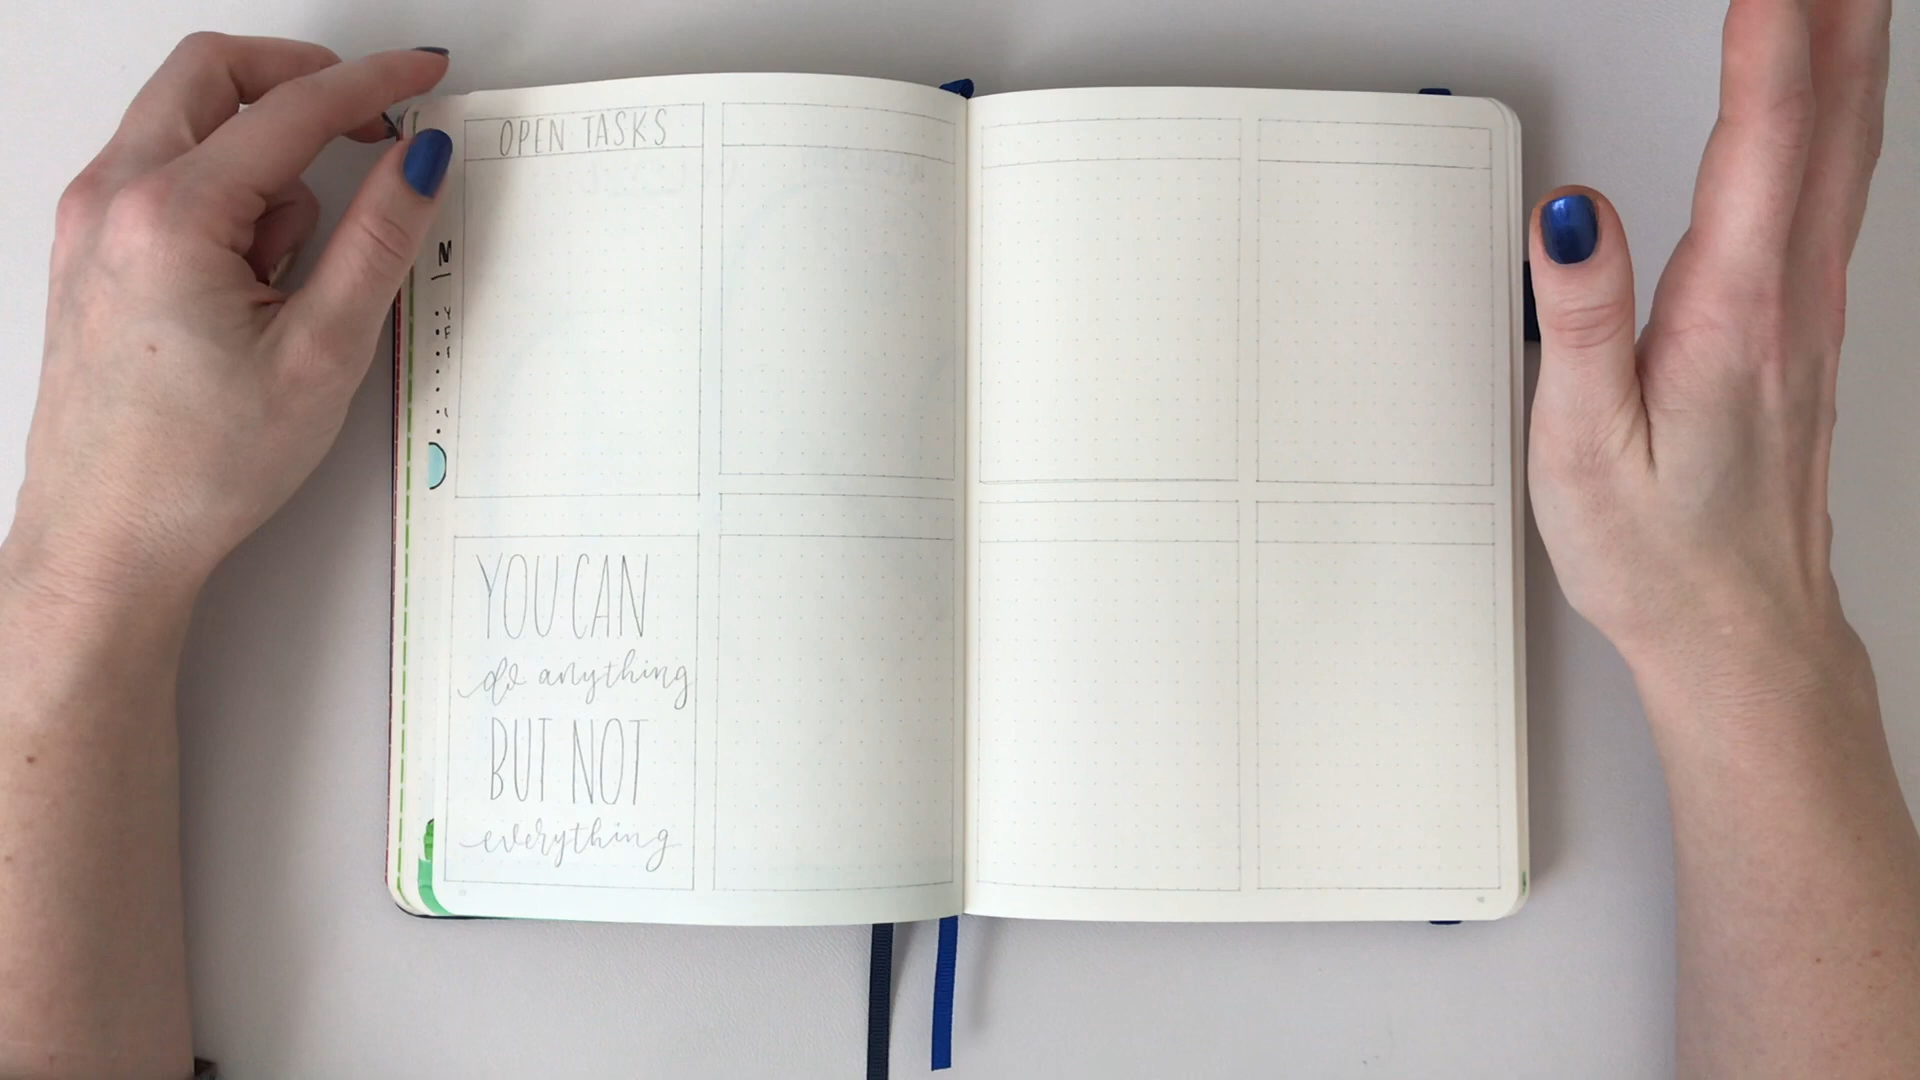 OPEN TASKS
M
YOU CAN
do anything
BUT NOT
everything